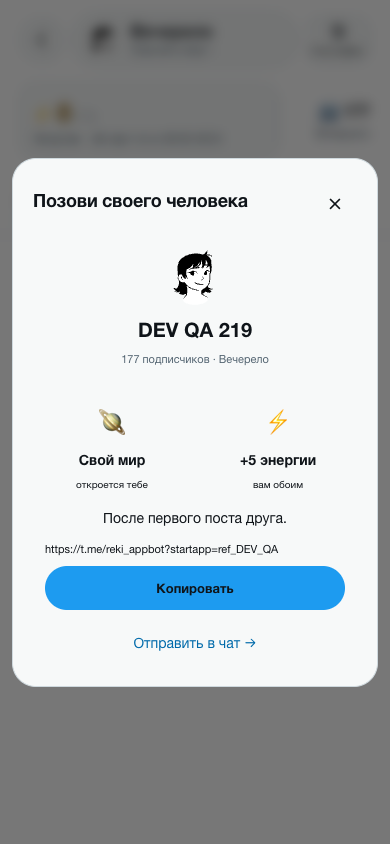 Позови своего человека
DEV QA 219
177 подписчиков · Вечерело
Свой мир
откроется тебе
+5 энергии
вам обоим
После первого поста друга.
https://t.me/reki_appbot?startapp=ref_DEV_QA
Копировать
Отправить в чат →